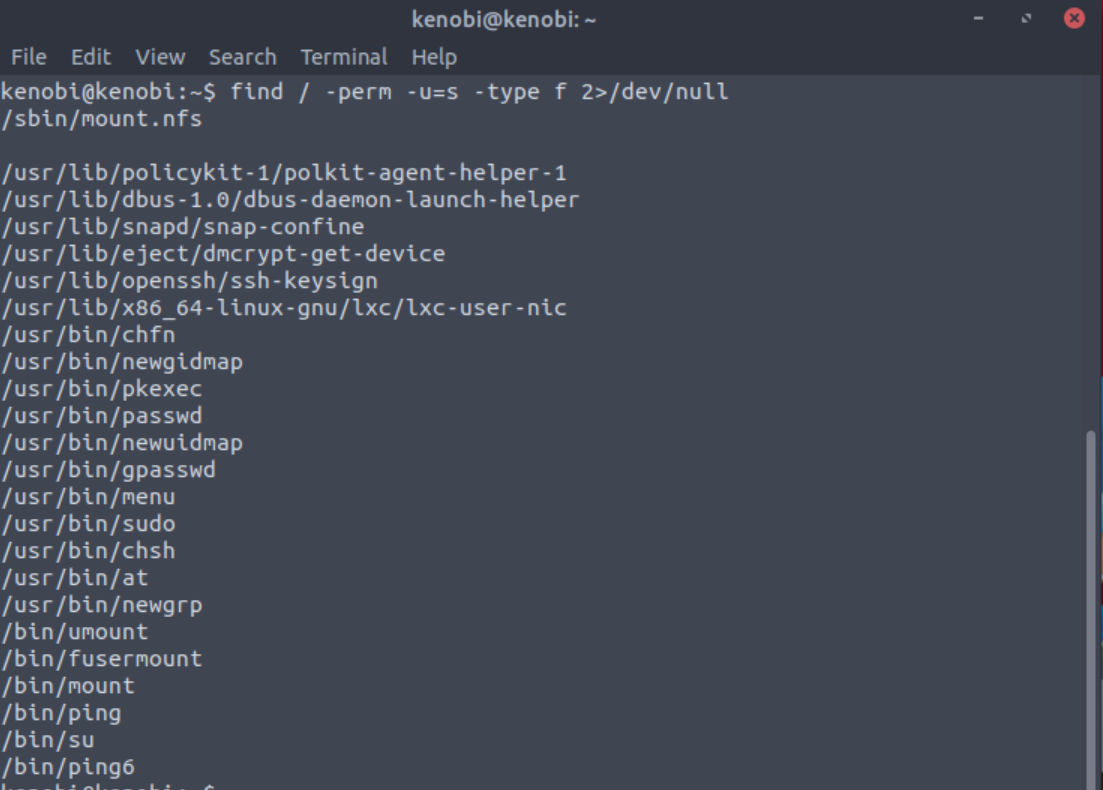 kenobi@kenobi: ~
File Edit View Search Terminal Help
kenobi@kenobi:~$ find / -perm -u=s -type f 2>/dev/null
/sbin/mount.nfs
/usr/lib/policykit-1/polkit-agent-helper-1
/usr/lib/dbus-1.0/dbus-daemon-launch-helper
/usr/lib/snapd/snap-confine
/usr/lib/eject/dmcrypt-get-device
/usr/lib/openssh/ssh-keysign
/usr/lib/x86_64-linux-gnu/lxc/lxc-user-nic
/usr/bin/chfn
/usr/bin/newgidmap
/usr/bin/pkexec
/usr/bin/passwd
/usr/bin/newuidmap
/usr/bin/gpasswd
/usr/bin/menu
/usr/bin/sudo
/usr/bin/chsh
/usr/bin/at
/usr/bin/newgrp
/bin/umount
/bin/fusermount
/bin/mount
/bin/ping
/bin/su
/bin/ping6